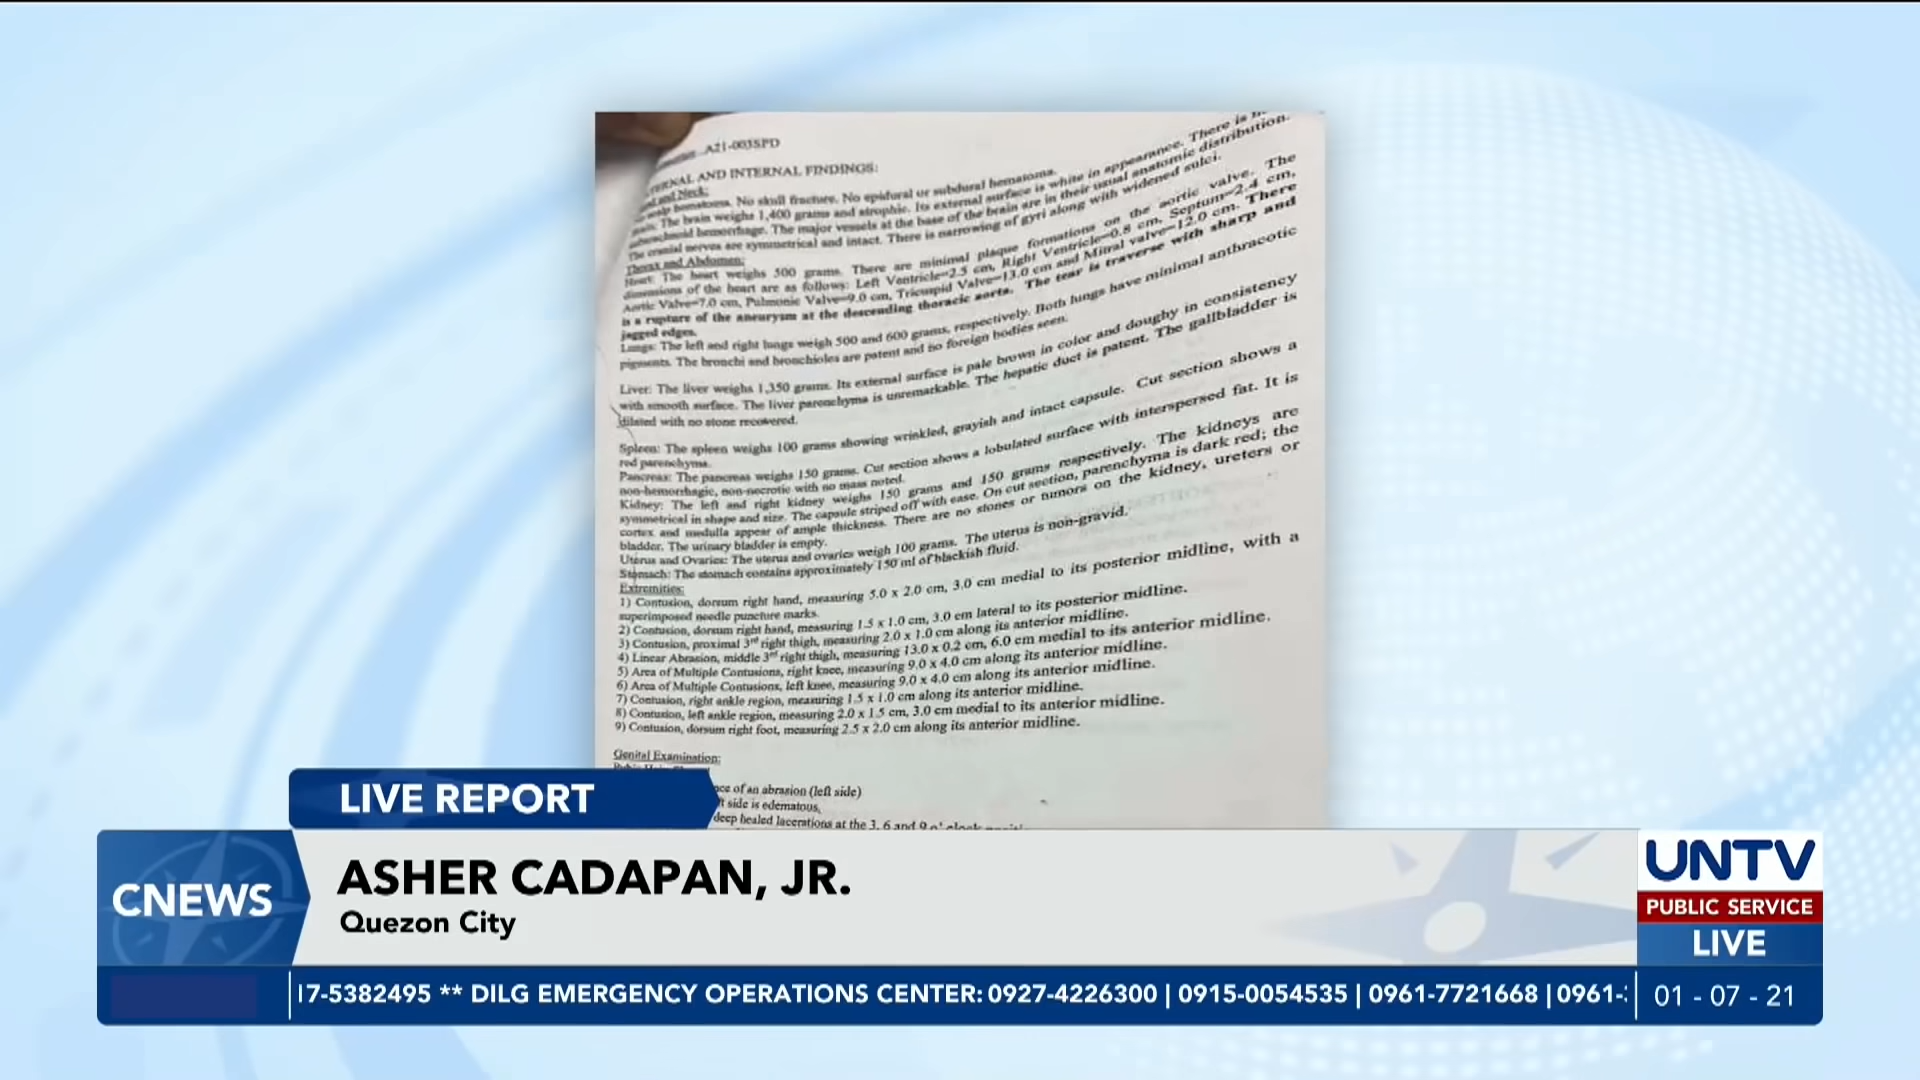 A21-003SPD
AND INTERNAL FINDINGS:
and Neck:
No scalp hematoma. No skull fracture. No epidural or subdural hematoma.
The brain weighs 1,400 grams and atrophic. Its external surface is white in appearance. There is
subarachnoid hemorrhage. The major vessels at the base of the brain are in their usual anatomic distribution.
The cranial nerves are symmetrical and intact. There is narrowing of gyri along with widened sulci.
Thorax and Abdomen:
Heart: The heart weighs 500 grams. There are minimal plaque formations on the aortic valve. The
dimensions of the heart are as follows: Left Ventricle=2.5 cm, Right Ventricle=0.8 cm, Septum=2.4 cm,
Aortic Valve=7.0 cm, Pulmonic Valve=9.0 cm, Tricuspid Valve=13.0 cm and Mitral valve=12.0 cm. There
is a rupture of the aneurysm at the descending thoracic aorta. The tear is traverse with sharp and
jagged edges.
Lungs: The left and right lungs weigh 500 and 600 grams, respectively. Both lungs have minimal anthracotic
pigments. The bronchi and bronchioles are patent and no foreign bodies seen.
Liver: The liver weighs 1,350 grams. Its external surface is pale brown in color and doughy in consistency
with smooth surface. The liver parenchyma is unremarkable. The hepatic duct is patent. The gallbladder is
dilated with no stone recovered.
Spleen: The spleen weighs 100 grams showing wrinkled, grayish and intact capsule. Cut section shows a
red parenchyma.
Pancreas: The pancreas weighs 150 grams. Cut section shows a lobulated surface with interspersed fat. It is
non-hemorrhagic, non-necrotic with no mass noted.
Kidney: The left and right kidney weighs 150 grams and 150 grams respectively. The kidneys are
symmetrical in shape and size. The capsule striped off with ease. On cut section, parenchyma is dark red; the
cortex and medulla appear of ample thickness. There are no stones or tumors on the kidney, ureters or
bladder. The urinary bladder is empty.
Uterus and Ovaries: The uterus and ovaries weigh 100 grams. The uterus is non-gravid.
Stomach: The stomach contains approximately 150 ml of blackish fluid.
Extremities:
1) Contusion, dorsum right hand, measuring 5.0 x 2.0 cm, 3.0 cm medial to its posterior midline, with a
superimposed needle puncture marks.
2) Contusion, dorsum right hand, measuring 1.5 x 1.0 cm, 3.0 cm lateral to its posterior midline.
3) Contusion, proximal 3rd right thigh, measuring 2.0 x 1.0 cm along its anterior midline.
4) Linear Abrasion, middle 3rd right thigh, measuring 13.0 x 0.2 cm, 6.0 cm medial to its anterior midline.
5) Area of Multiple Contusions, right knee, measuring 9.0 x 4.0 cm along its anterior midline.
6) Area of Multiple Contusions, left knee, measuring 9.0 x 4.0 cm along its anterior midline.
7) Contusion, right ankle region, measuring 1.5 x 1.0 cm along its anterior midline.
8) Contusion, left ankle region, measuring 2.0 x 1.5 cm, 3.0 cm medial to its anterior midline.
9) Contusion, dorsum right foot, measuring 2.5 x 2.0 cm along its anterior midline.
Genital Examination:
of an abrasion (left side)
side is edematous,
deep healed lacerations at the 3, 6 and 9 o' clock
LIVE REPORT
CNEWS
ASHER CADAPAN, JR.
Quezon City
UNTV
PUBLIC SERVICE
LIVE
17-5382495 ** DILG EMERGENCY OPERATIONS CENTER: 0927-4226300 | 0915-0054535 | 0961-7721668 | 0961-
01 - 07 - 21